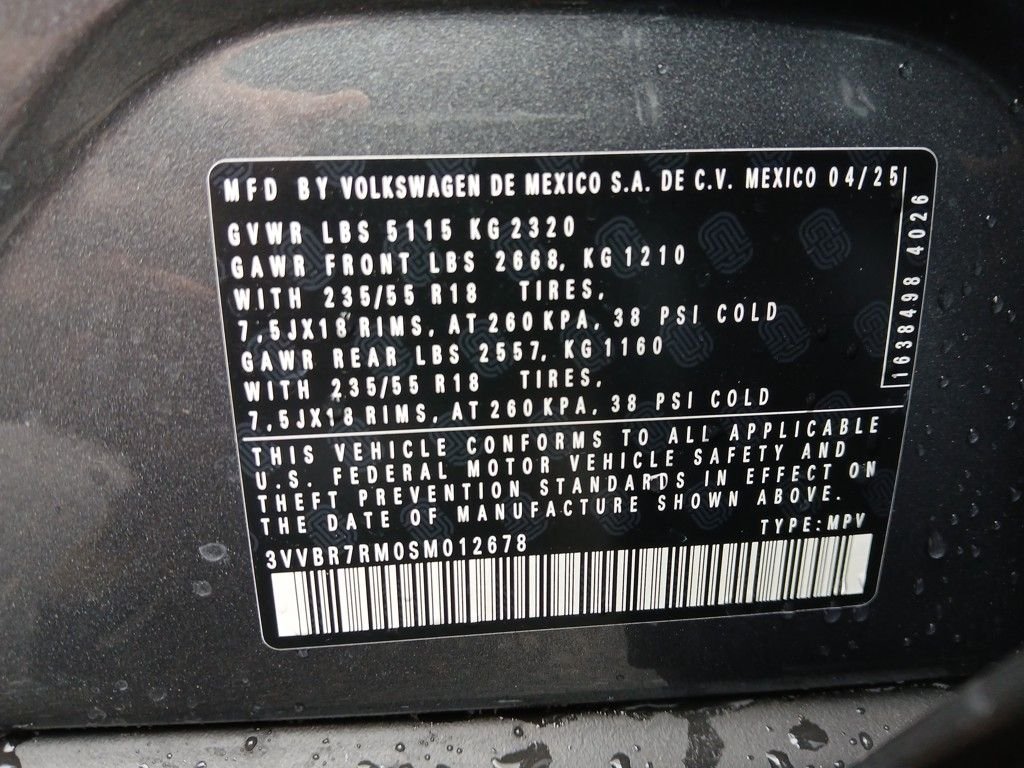 MFD BY VOLKSWAGEN DE MEXICO S.A. DE C.V. MEXICO 04/25
GVWR LBS 5115 KG 2320
GAWR FRONT LBS 2668, KG 1210
WITH 235/55 R18 TIRES,
7,5JX18 RIMS, AT 260 KPA, 38 PSI COLD
GAWR REAR LBS 2557, KG 1160
WITH 235/55 R18 TIRES,
7,5JX18 RIMS, AT 260 KPA, 38 PSI COLD
1638498 4026
THIS VEHICLE CONFORMS TO ALL APPLICABLE
U.S. FEDERAL MOTOR VEHICLE SAFETY AND
THEFT PREVENTION STANDARDS IN EFFECT ON
THE DATE OF MANUFACTURE SHOWN ABOVE.
TYPE: MPV
3VVBR7RM0SM012678